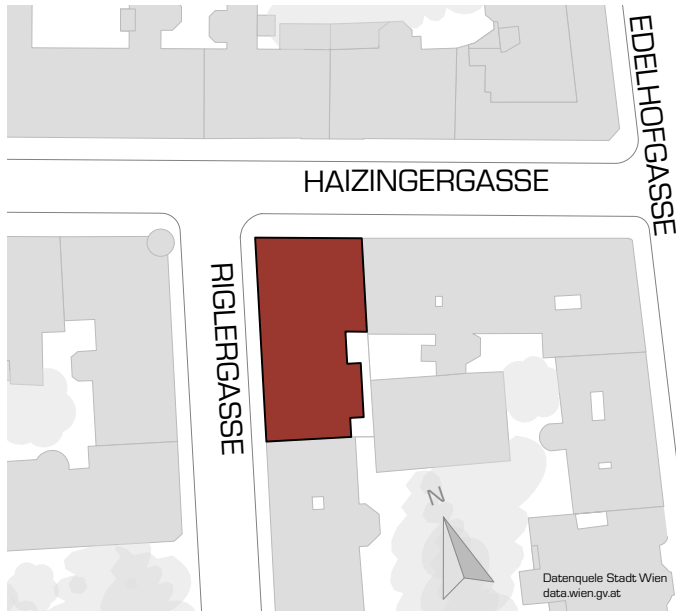 EDELHOFGASSE
HAIZINGERGASSE
RIGLERGASSE
N
Datenquele Stadt Wien
data.wien.gv.at